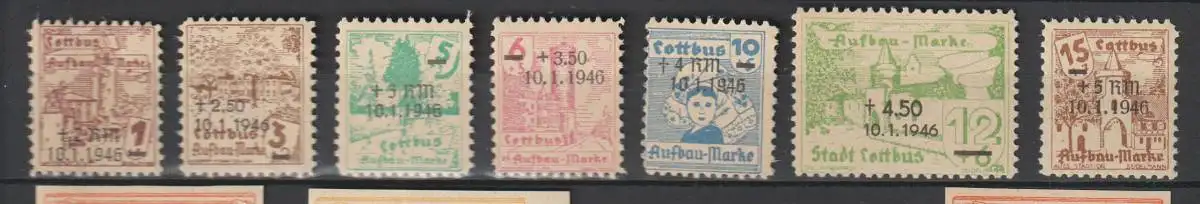 Cottbus
Aufbau-Marke
+ 2 RM
10.1.1946
1
+ 2.50
10.1.1946
Cottbus
Aufbau-Marke
3
5
+ 3 RM
10.1.1946
Cottbus
Aufbau-Marke
6
+ 3.50
10.1.1946
Cottbus
Aufbau-Marke
Cottbus 10
+ 4 RM
10.1.1946
Aufbau-Marke
Aufbau-Marke
+ 4.50
10.1.1946
12
Stadt Cottbus
15 Cottbus
+ 5 RM
10.1.1946
Aufbau-Marke